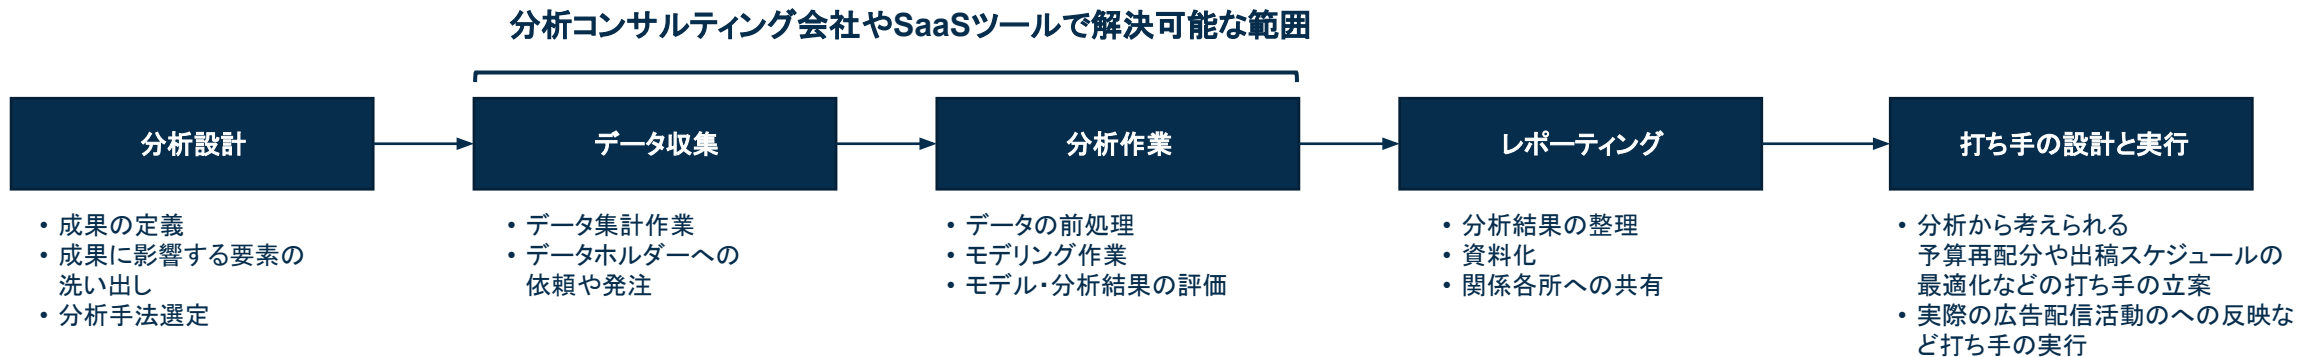 分析コンサルティング会社やSaaSツールで解決可能な範囲
分析設計
• 成果の定義
• 成果に影響する要素の
洗い出し
• 分析手法選定
データ収集
• データ集計作業
• データホルダーへの
依頼や発注
分析作業
• データの前処理
• モデリング作業
• モデル・分析結果の評価
レポーティング
• 分析結果の整理
• 資料化
• 関係各所への共有
打ち手の設計と実行
• 分析から考えられる
予算再配分や出稿スケジュールの
最適化などの打ち手の立案
• 実際の広告配信活動のへの反映な
ど打ち手の実行